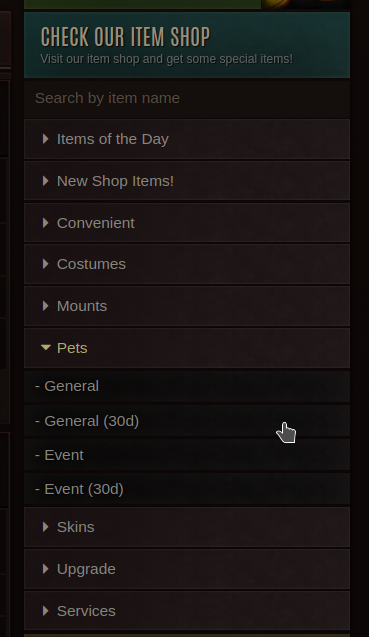 CHECK OUR ITEM SHOP
Visit our item shop and get some special items!
Search by item name
Items of the Day
New Shop Items!
Convenient
Costumes
Mounts
Pets
- General
- General (30d)
- Event
- Event (30d)
Skins
Upgrade
Services